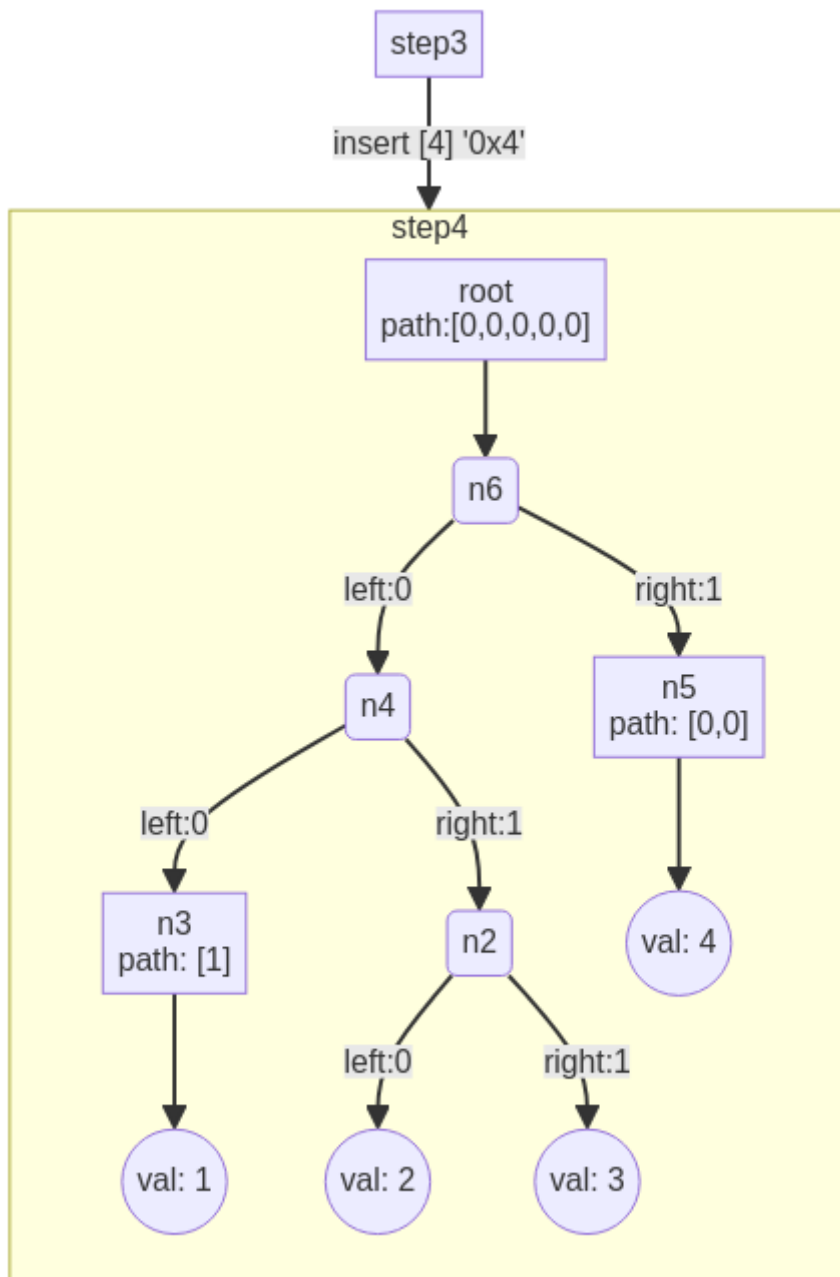 step3
insert [4] '0x4'
step4
root
path:[0,0,0,0,0]
n6
left:0
right:1
n4
n5
path: [0,0]
left:0
right:1
n3
path: [1]
n2
val: 4
left:0
right:1
val: 1
val: 2
val: 3